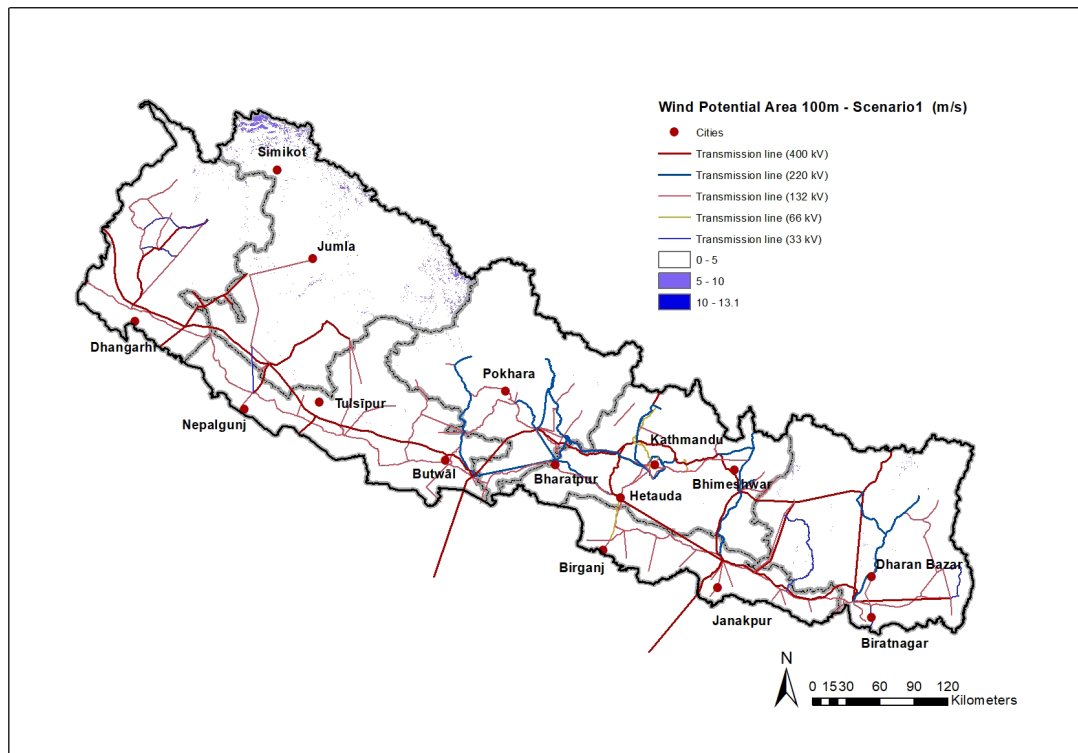 Wind Potential Area 100m - Scenario1 (m/s)
Cities
Transmission line (400 kV)
Transmission line (220 kV)
Transmission line (132 kV)
Transmission line (66 kV)
Transmission line (33 kV)
0 - 5
5 - 10
10 - 13.1
Simikot
Jumla
Dhangarhi
Pokhara
Tulsīpur
Nepalgunj
Kathmandu
Butwāl
Bharatpur
Bhimeshwar
Hetauda
Birganj
Dharan Bazar
Janakpur
Biratnagar
N
0 15 30 60 90 120
Kilometers